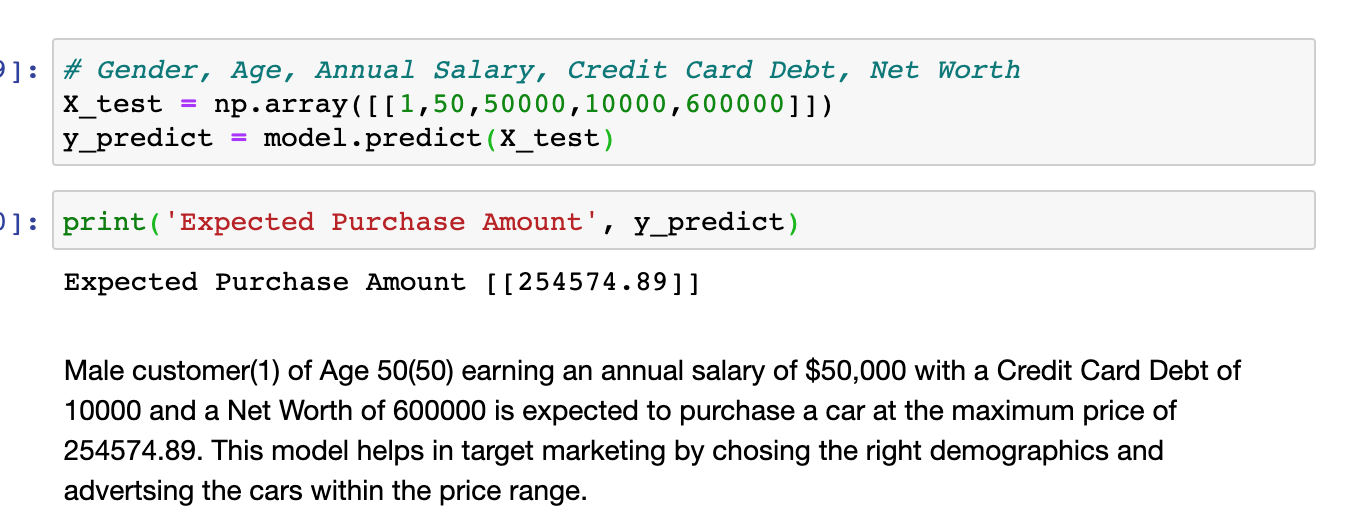 9]:
# Gender, Age, Annual Salary, Credit Card Debt, Net Worth
X_test = np.array([[1,50,50000,10000,600000]])
y_predict = model.predict(X_test)
0]:
print('Expected Purchase Amount', y_predict)
Expected Purchase Amount [[254574.89]]
Male customer(1) of Age 50(50) earning an annual salary of $50,000 with a Credit Card Debt of
10000 and a Net Worth of 600000 is expected to purchase a car at the maximum price of
254574.89. This model helps in target marketing by chosing the right demographics and
advertsing the cars within the price range.